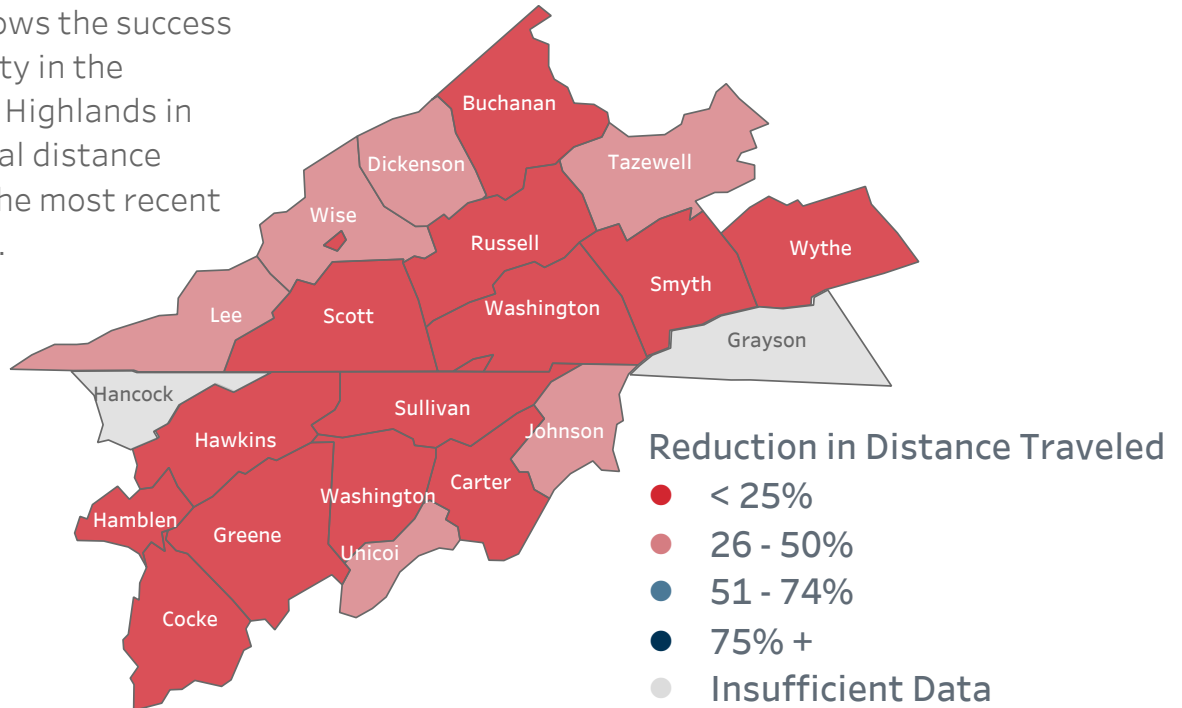 ows the success
ty in the
Highlands in
al distance
he most recent
.
Buchanan
Dickenson
Tazewell
Wise
Russell
Wythe
Smyth
Washington
Lee
Scott
Grayson
Hancock
Sullivan
Hawkins
Johnson
Carter
Washington
Hamblen
Greene
Unicoi
Cocke
Reduction in Distance Traveled
< 25%
26 - 50%
51 - 74%
75% +
Insufficient Data